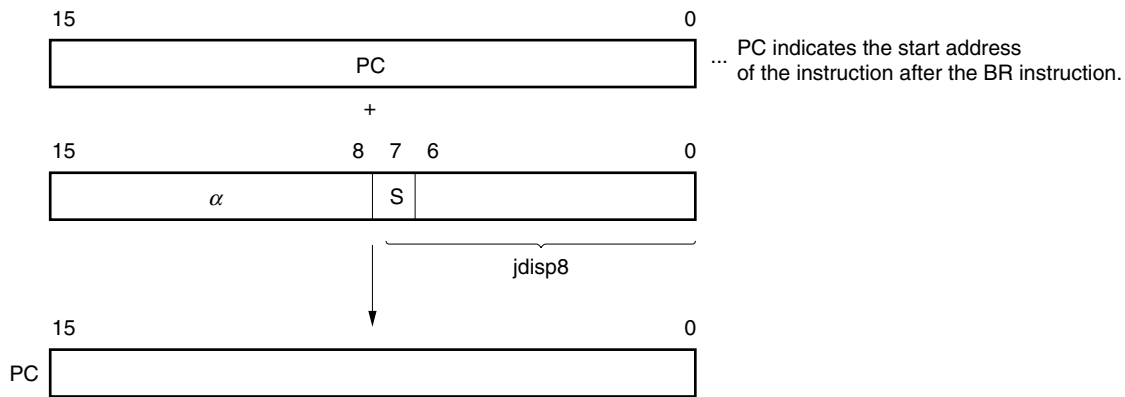 15 0
PC
... PC indicates the start address
of the instruction after the BR instruction.
+
15 8 7 6 0
α S
jdisp8
15 0
PC